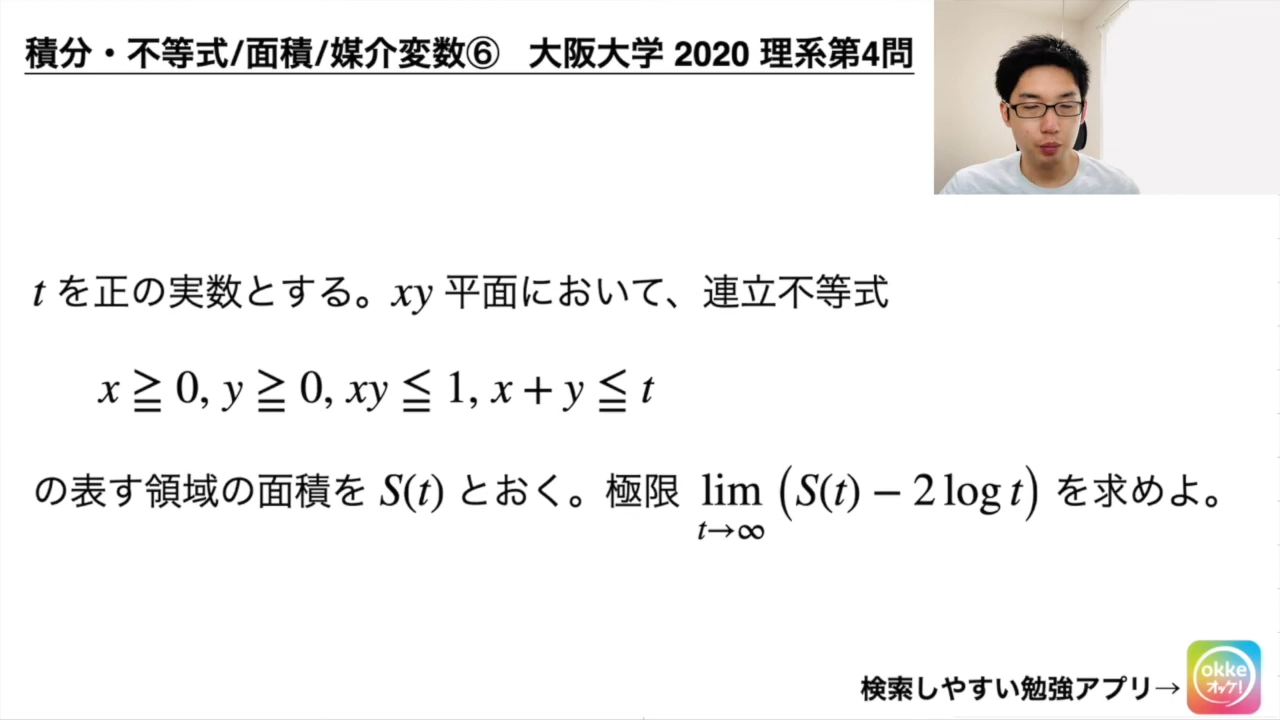 積分・不等式/面積/媒介変数⑥ 大阪大学 2020 理系第4問
t を正の実数とする。xy 平面において、連立不等式
x ≧ 0, y ≧ 0, xy ≦ 1, x + y ≦ t
の表す領域の面積を S(t) とおく。極限 lim t→∞ (S(t) − 2 log t) を求めよ。
検索しやすい勉強アプリ→
okke
オッケ!